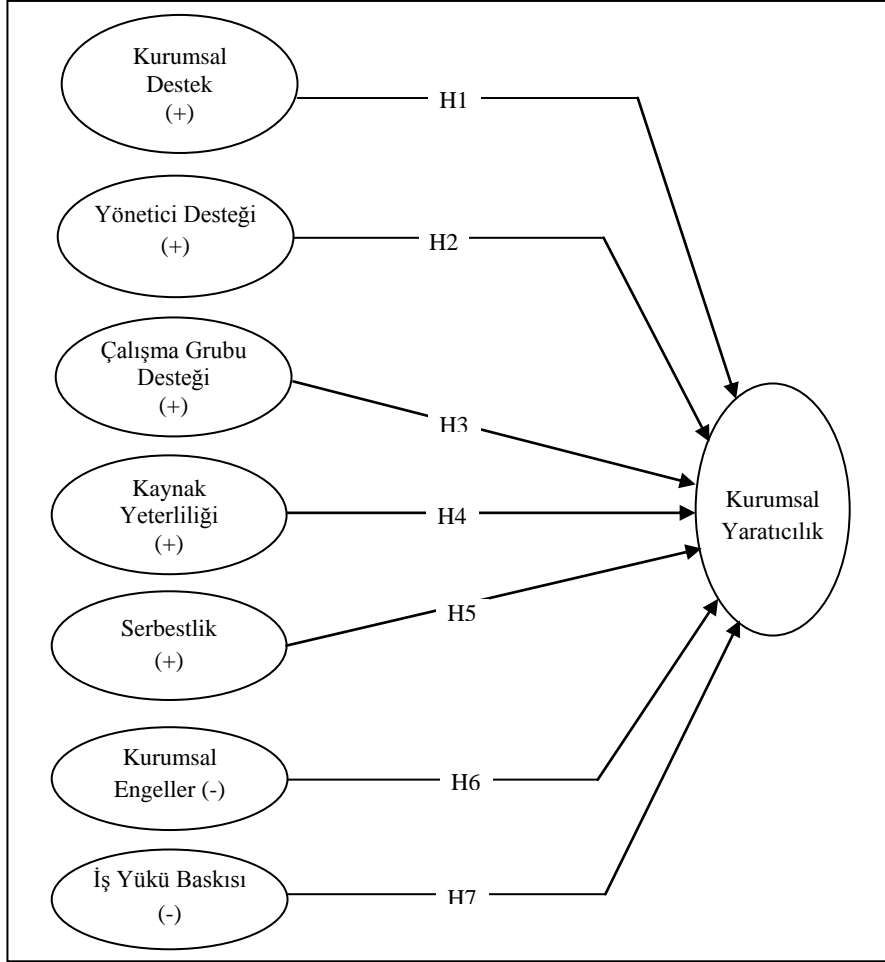 Kurumsal
Destek
(+)
H1
Yönetici Desteği
(+)
H2
Çalışma Grubu
Desteği
(+)
H3
Kaynak
Yeterliliği
(+)
H4
Serbestlik
(+)
H5
Kurumsal
Engeller (-)
H6
İş Yükü Baskısı
(-)
H7
Kurumsal
Yaratıcılık